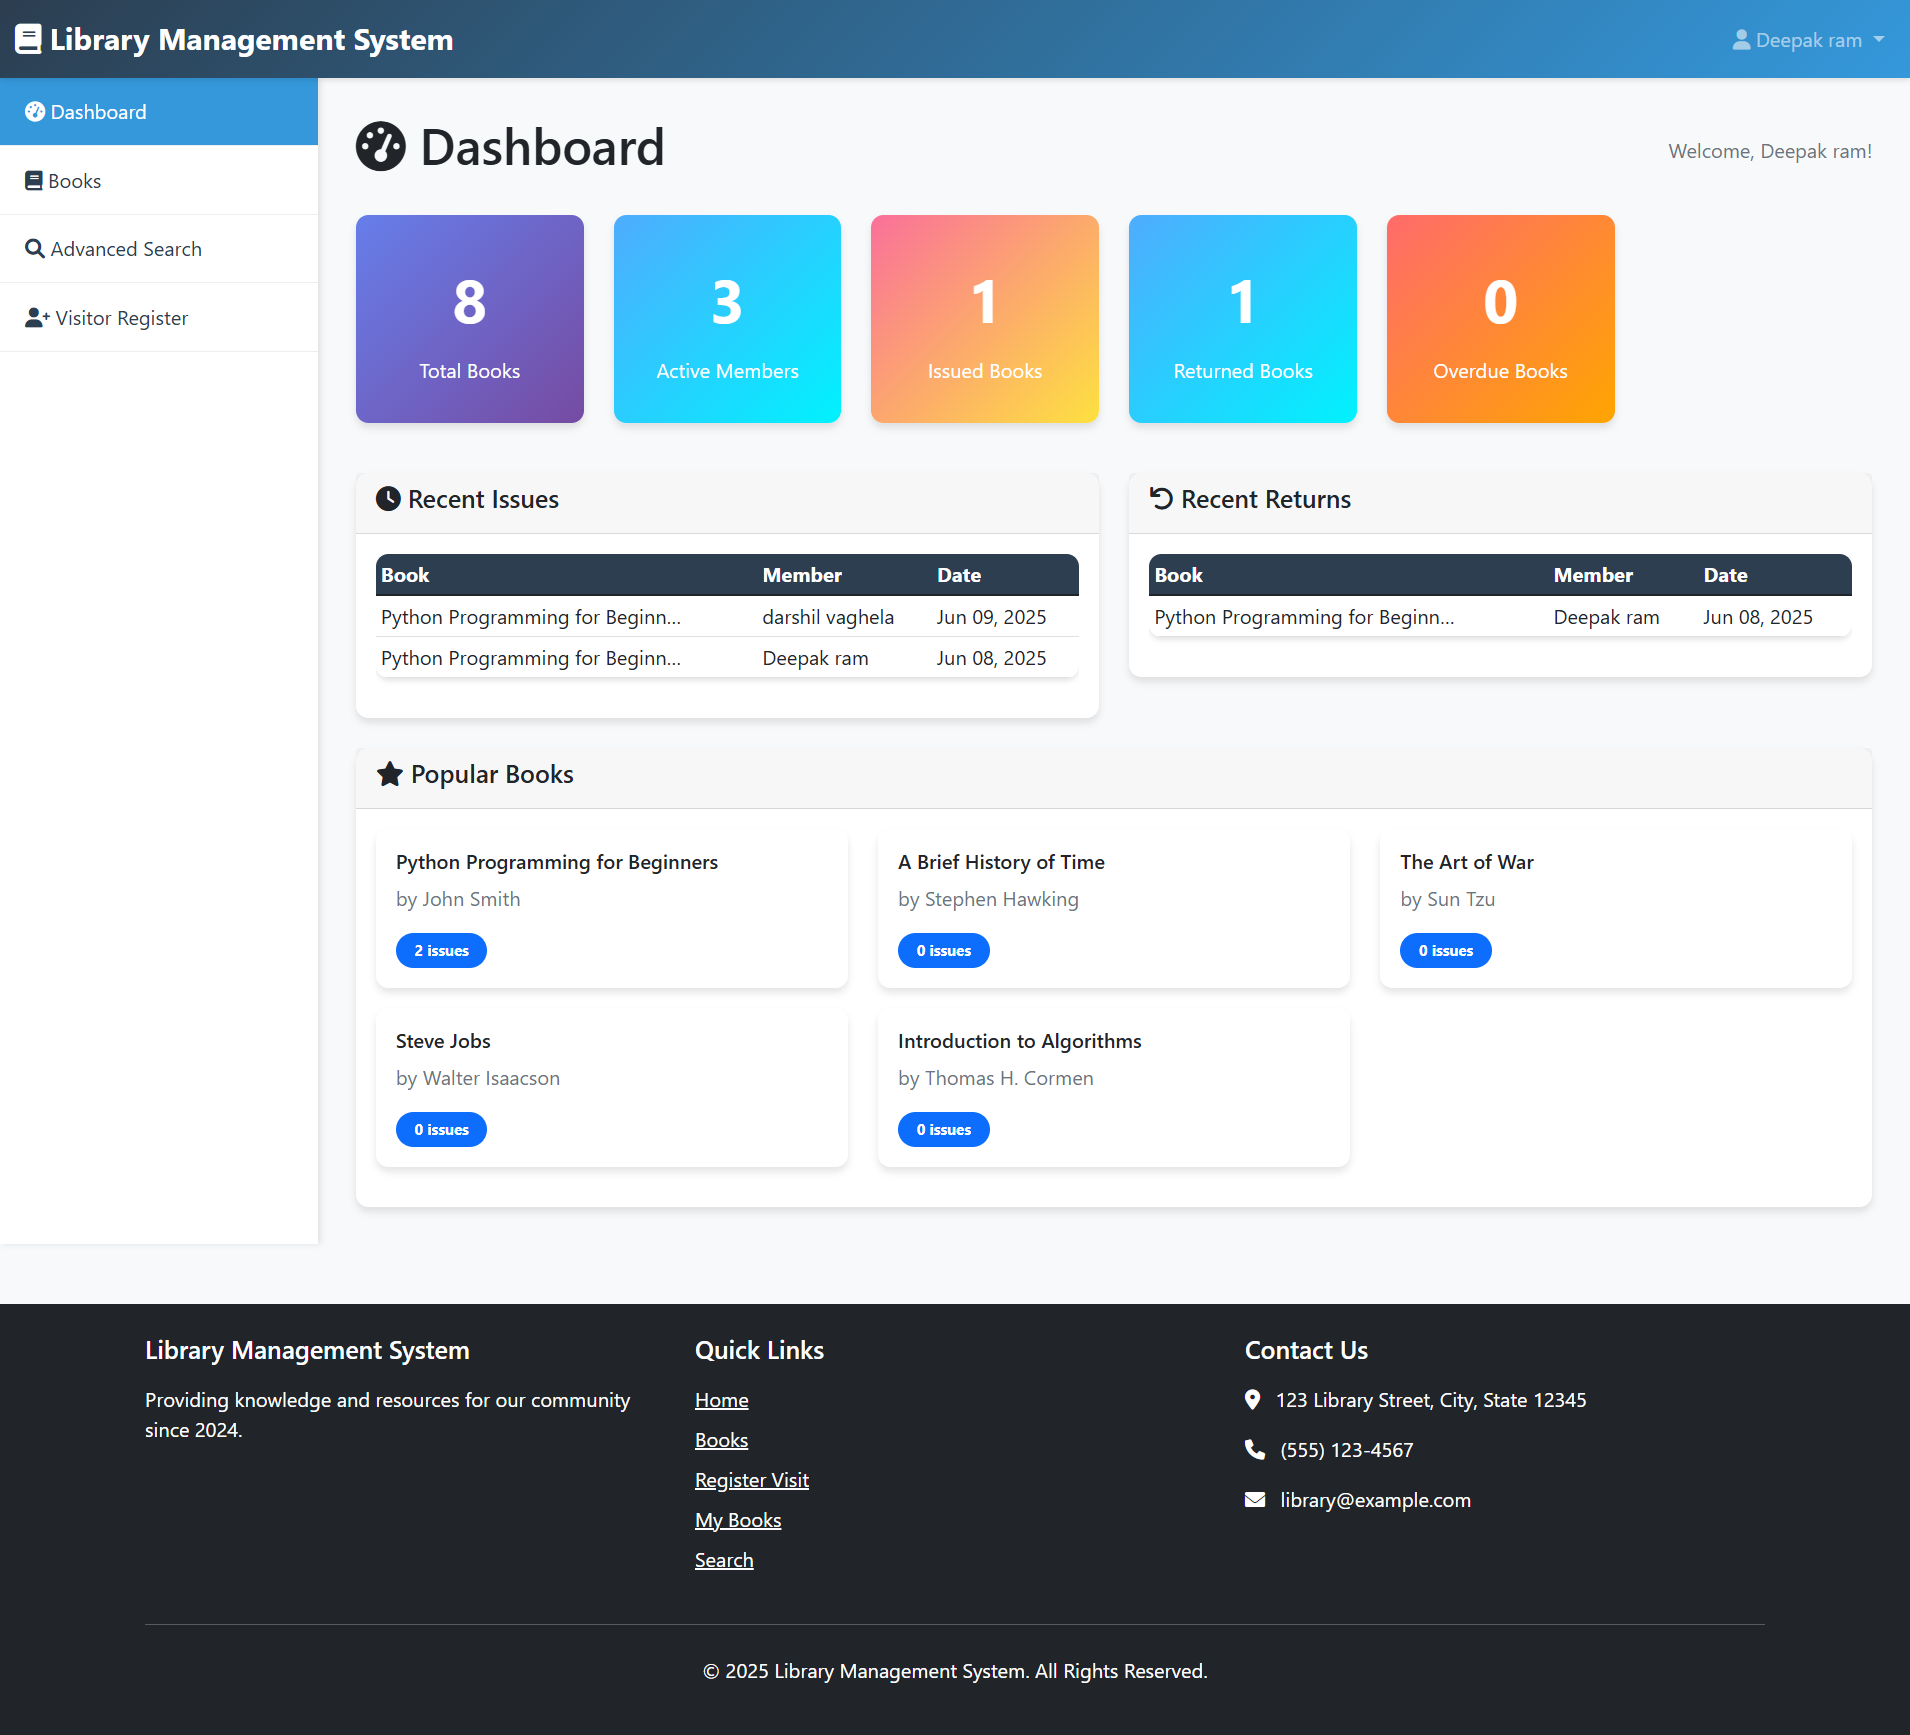 Library Management System
Deepak ram
Dashboard
Books
Advanced Search
Visitor Register
Dashboard
Welcome, Deepak ram!
8
Total Books
3
Active Members
1
Issued Books
1
Returned Books
0
Overdue Books
Recent Issues
Book Member Date
Python Programming for Beginn... darshil vaghela Jun 09, 2025
Python Programming for Beginn... Deepak ram Jun 08, 2025
Recent Returns
Book Member Date
Python Programming for Beginn... Deepak ram Jun 08, 2025
Popular Books
Python Programming for Beginners
by John Smith
2 issues
A Brief History of Time
by Stephen Hawking
0 issues
The Art of War
by Sun Tzu
0 issues
Steve Jobs
by Walter Isaacson
0 issues
Introduction to Algorithms
by Thomas H. Cormen
0 issues
Library Management System
Providing knowledge and resources for our community
since 2024.
Quick Links
Home
Books
Register Visit
My Books
Search
Contact Us
123 Library Street, City, State 12345
(555) 123-4567
library@example.com
© 2025 Library Management System. All Rights Reserved.